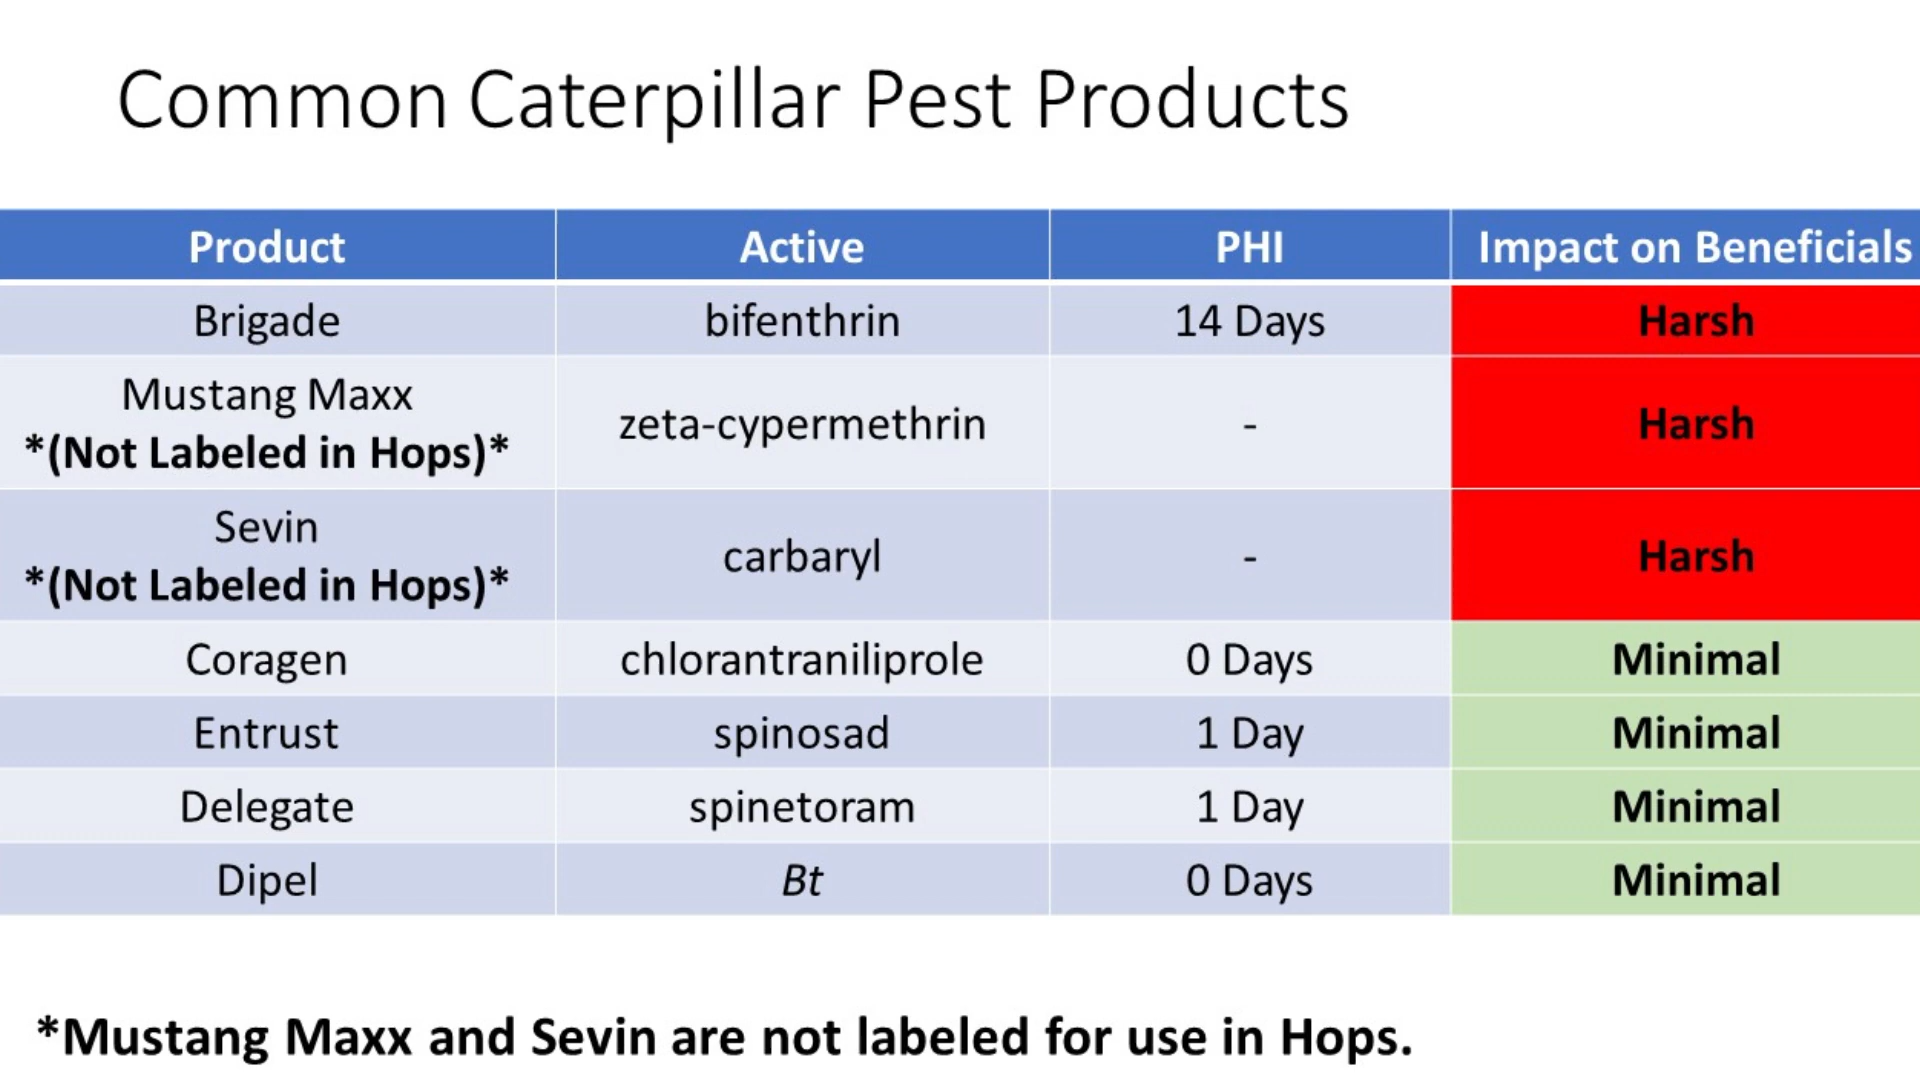 Common Caterpillar Pest Products
Product Active PHI Impact on Beneficials
Brigade bifenthrin 14 Days Harsh
Mustang Maxx
*(Not Labeled in Hops)* zeta-cypermethrin - Harsh
Sevin
*(Not Labeled in Hops)* carbaryl - Harsh
Coragen chlorantraniliprole 0 Days Minimal
Entrust spinosad 1 Day Minimal
Delegate spinetoram 1 Day Minimal
Dipel Bt 0 Days Minimal
*Mustang Maxx and Sevin are not labeled for use in Hops.